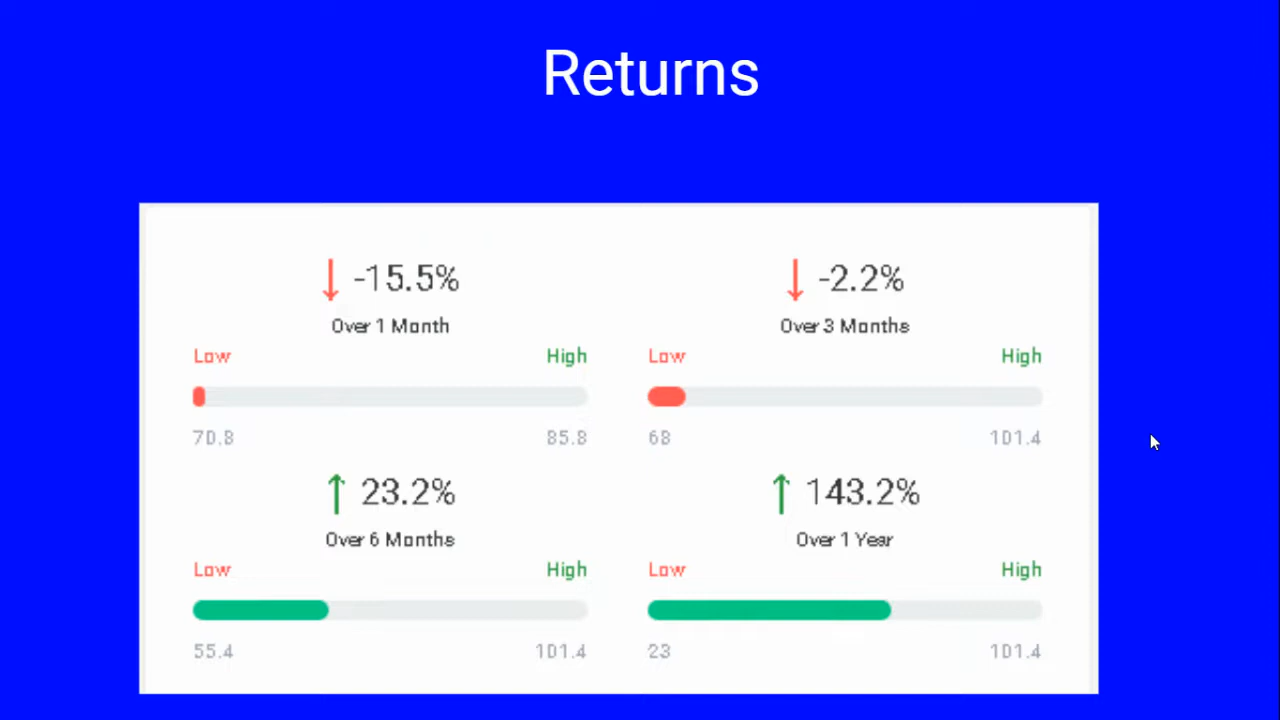 Returns
-15.5% -2.2%
Over 1 Month Over 3 Months
Low High Low High
70.8 85.8 68 101.4
23.2% 143.2%
Over 6 Months Over 1 Year
Low High Low High
55.4 101.4 23 101.4